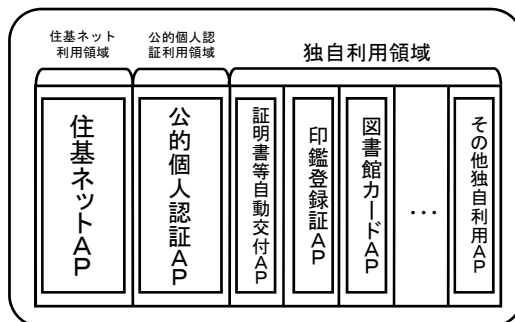 住基ネット
利用領域
公的個人認
証利用領域
独自利用領域
住基ネットAP
公的個人認証AP
証明書等自動交付AP
印鑑登録証AP
図書館カードAP
…
その他独自利用AP